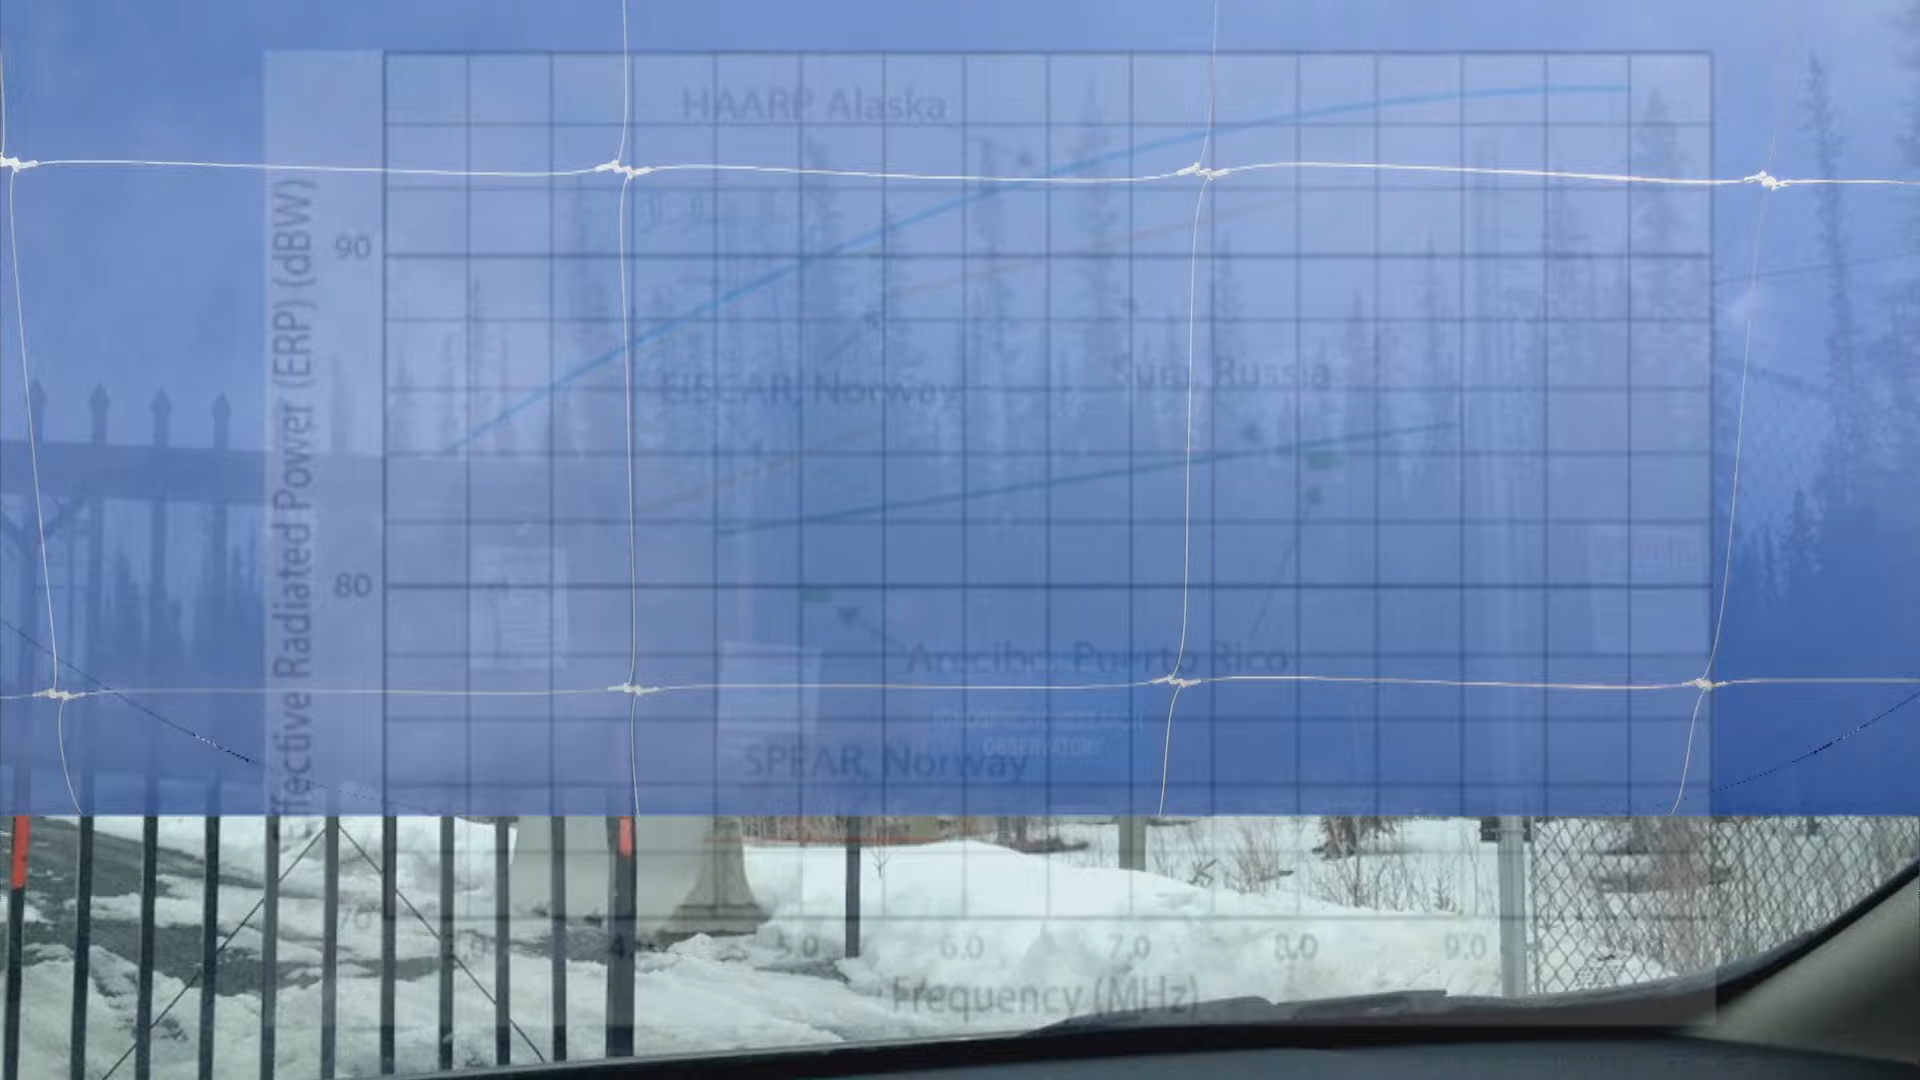 HAARP Alaska
Effective Radiated Power (ERP) (dBW)
90
EISCAR, Norway
Sura, Russia
80
Arecibo, Puerto Rico
OBSERVATORY
SPEAR, Norway
70
5.0 6.0 7.0 8.0 9.0
Frequency (MHz)